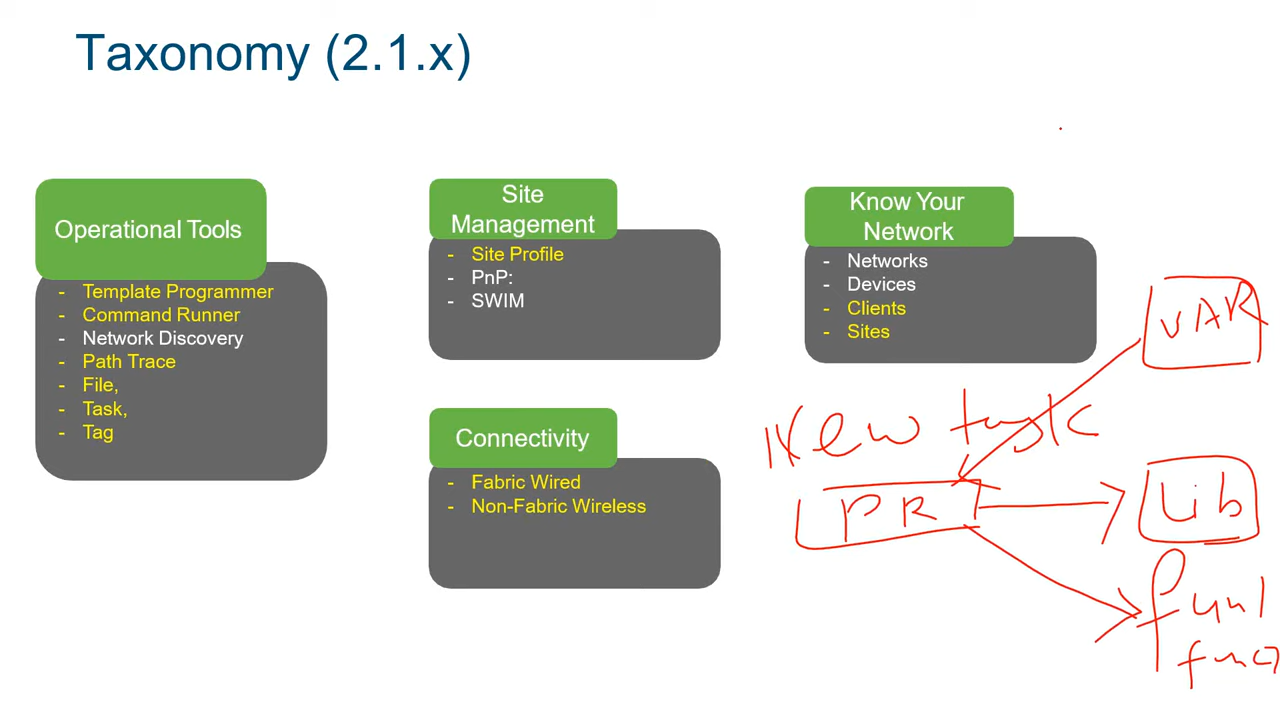 Taxonomy (2.1.x)
Operational Tools
- Template Programmer
- Command Runner
- Network Discovery
- Path Trace
- File,
- Task,
- Tag
Site
Management
- Site Profile
- PnP:
- SWIM
Connectivity
- Fabric Wired
- Non-Fabric Wireless
Know Your
Network
- Networks
- Devices
- Clients
- Sites
VAR
New task
PR
Lib